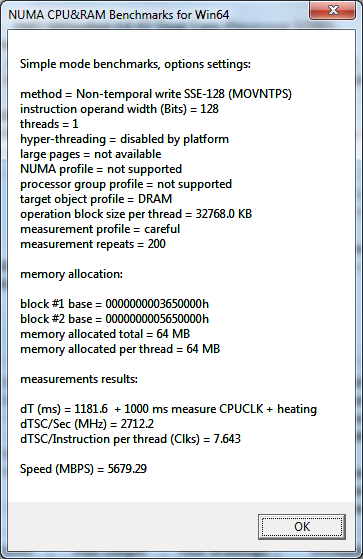 NUMA CPU&RAM Benchmarks for Win64
Simple mode benchmarks, options settings:
method = Non-temporal write SSE-128 (MOVNTPS)
instruction operand width (Bits) = 128
threads = 1
hyper-threading = disabled by platform
large pages = not available
NUMA profile = not supported
processor group profile = not supported
target object profile = DRAM
operation block size per thread = 32768.0 KB
measurement profile = careful
measurement repeats = 200
memory allocation:
block #1 base = 0000000003650000h
block #2 base = 0000000005650000h
memory allocated total = 64 MB
memory allocated per thread = 64 MB
measurements results:
dT (ms) = 1181.6  + 1000 ms measure CPUCLK + heating
dTSC/Sec (MHz) = 2712.2
dTSC/Instruction per thread (Clks) = 7.643
Speed (MBPS) = 5679.29
OK